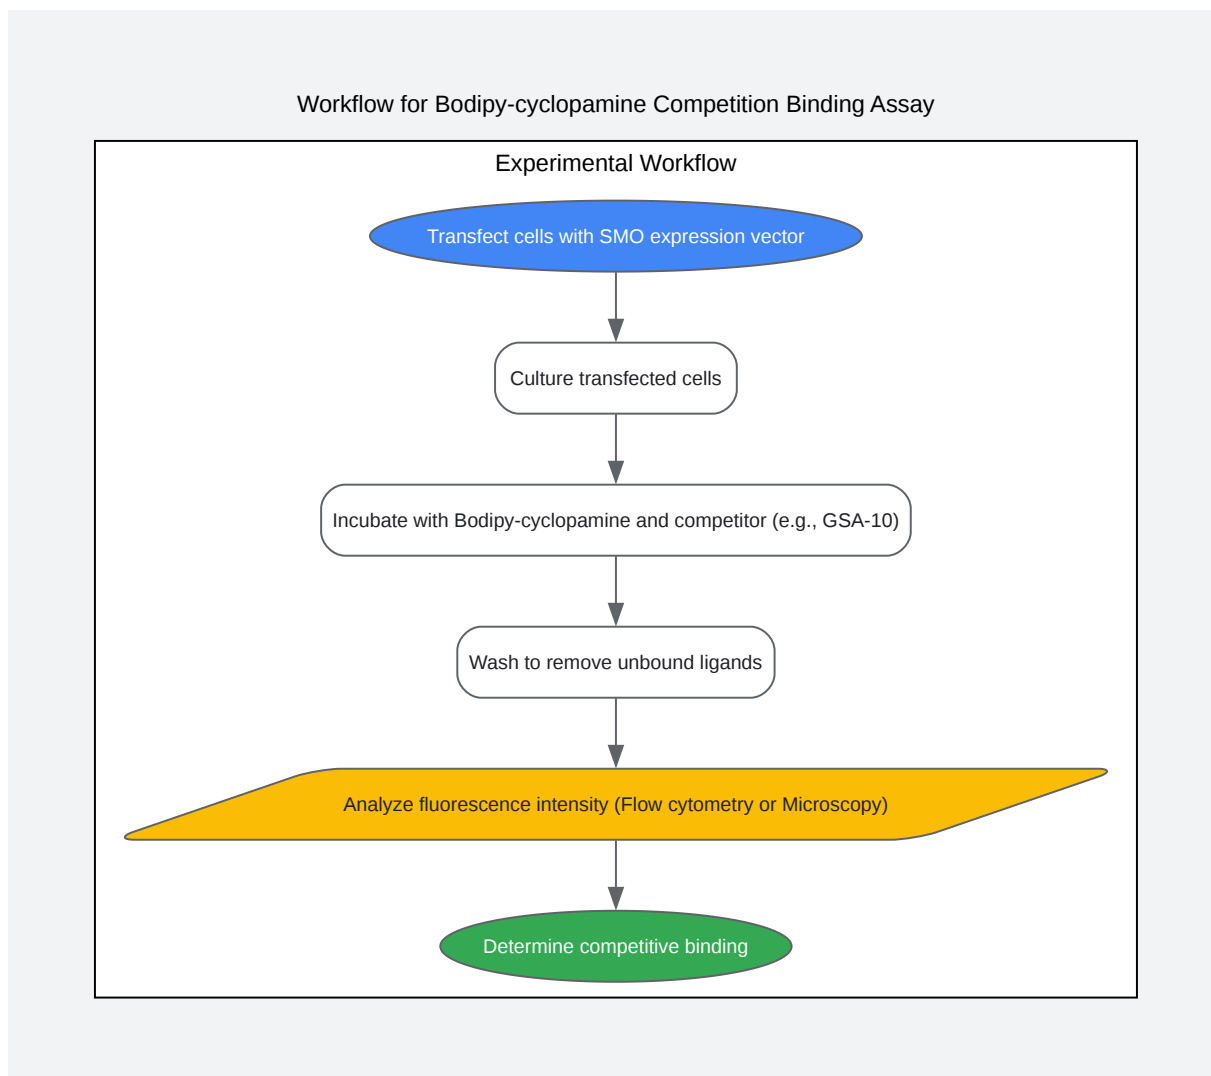 Workflow for Bodipy-cyclopamine Competition Binding Assay
Experimental Workflow
Transfect cells with SMO expression vector
Culture transfected cells
Incubate with Bodipy-cyclopamine and competitor (e.g., GSA-10)
Wash to remove unbound ligands
Analyze fluorescence intensity (Flow cytometry or Microscopy)
Determine competitive binding